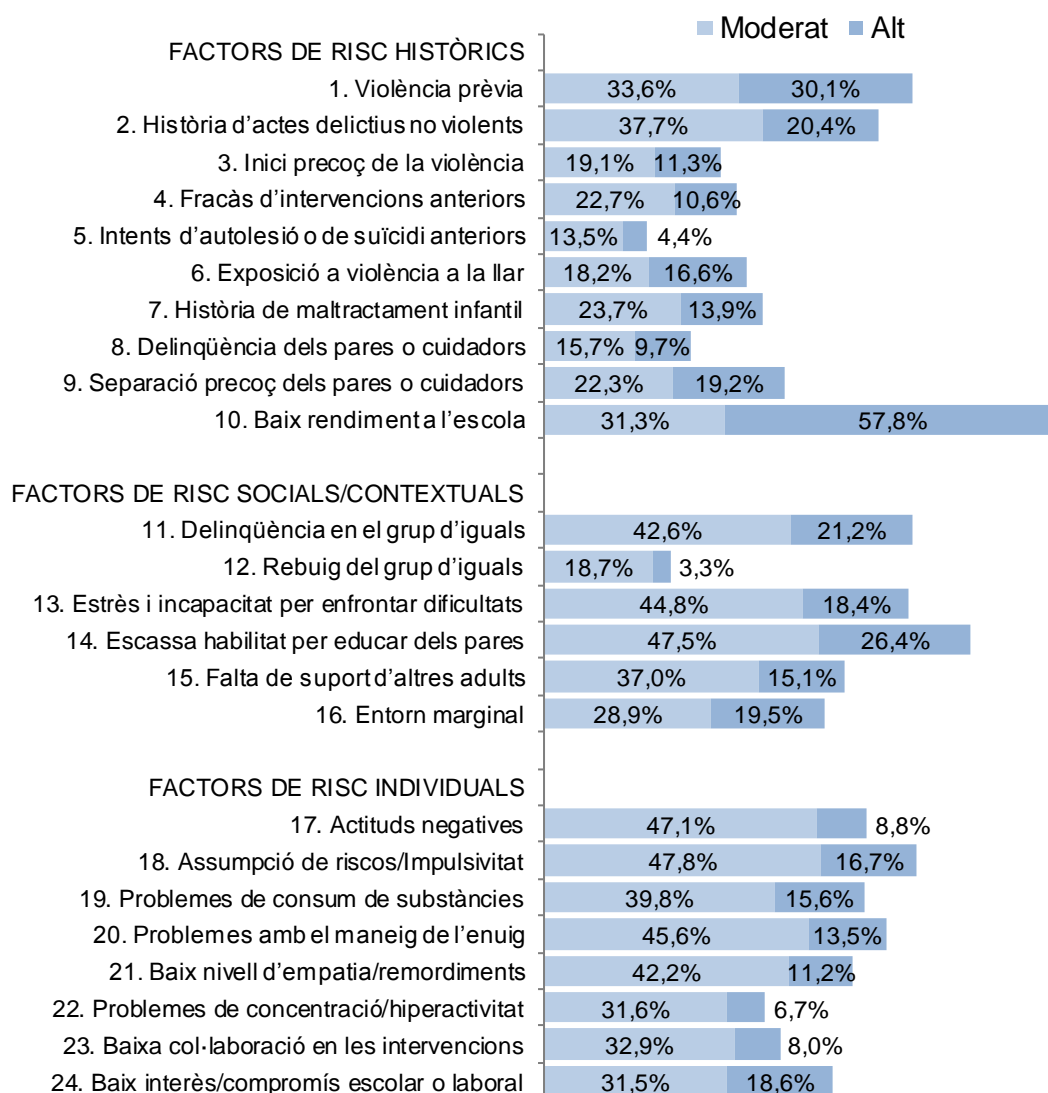 Moderat Alt
FACTORS DE RISC HISTÒRICS
1. Violència prèvia 33,6% 30,1%
2. Història d’actes delictius no violents 37,7% 20,4%
3. Inici precoç de la violència 19,1% 11,3%
4. Fracàs d’intervencions anteriors 22,7% 10,6%
5. Intents d’autolesió o de suïcidi anteriors 13,5% 4,4%
6. Exposició a violència a la llar 18,2% 16,6%
7. Història de maltractament infantil 23,7% 13,9%
8. Delinqüència dels pares o cuidadors 15,7% 9,7%
9. Separació precoç dels pares o cuidadors 22,3% 19,2%
10. Baix rendiment a l’escola 31,3% 57,8%
FACTORS DE RISC SOCIALS/CONTEXTUALS
11. Delinqüència en el grup d’iguals 42,6% 21,2%
12. Rebuig del grup d’iguals 18,7% 3,3%
13. Estrès i incapacitat per enfrontar dificultats 44,8% 18,4%
14. Escassa habilitat per educar dels pares 47,5% 26,4%
15. Falta de suport d’altres adults 37,0% 15,1%
16. Entorn marginal 28,9% 19,5%
FACTORS DE RISC INDIVIDUALS
17. Actituds negatives 47,1% 8,8%
18. Assumpció de riscos/Impulsivitat 47,8% 16,7%
19. Problemes de consum de substàncies 39,8% 15,6%
20. Problemes amb el maneig de l’enuig 45,6% 13,5%
21. Baix nivell d’empatia/remordiments 42,2% 11,2%
22. Problemes de concentració/hiperactivitat 31,6% 6,7%
23. Baixa col·laboració en les intervencions 32,9% 8,0%
24. Baix interès/compromís escolar o laboral 31,5% 18,6%